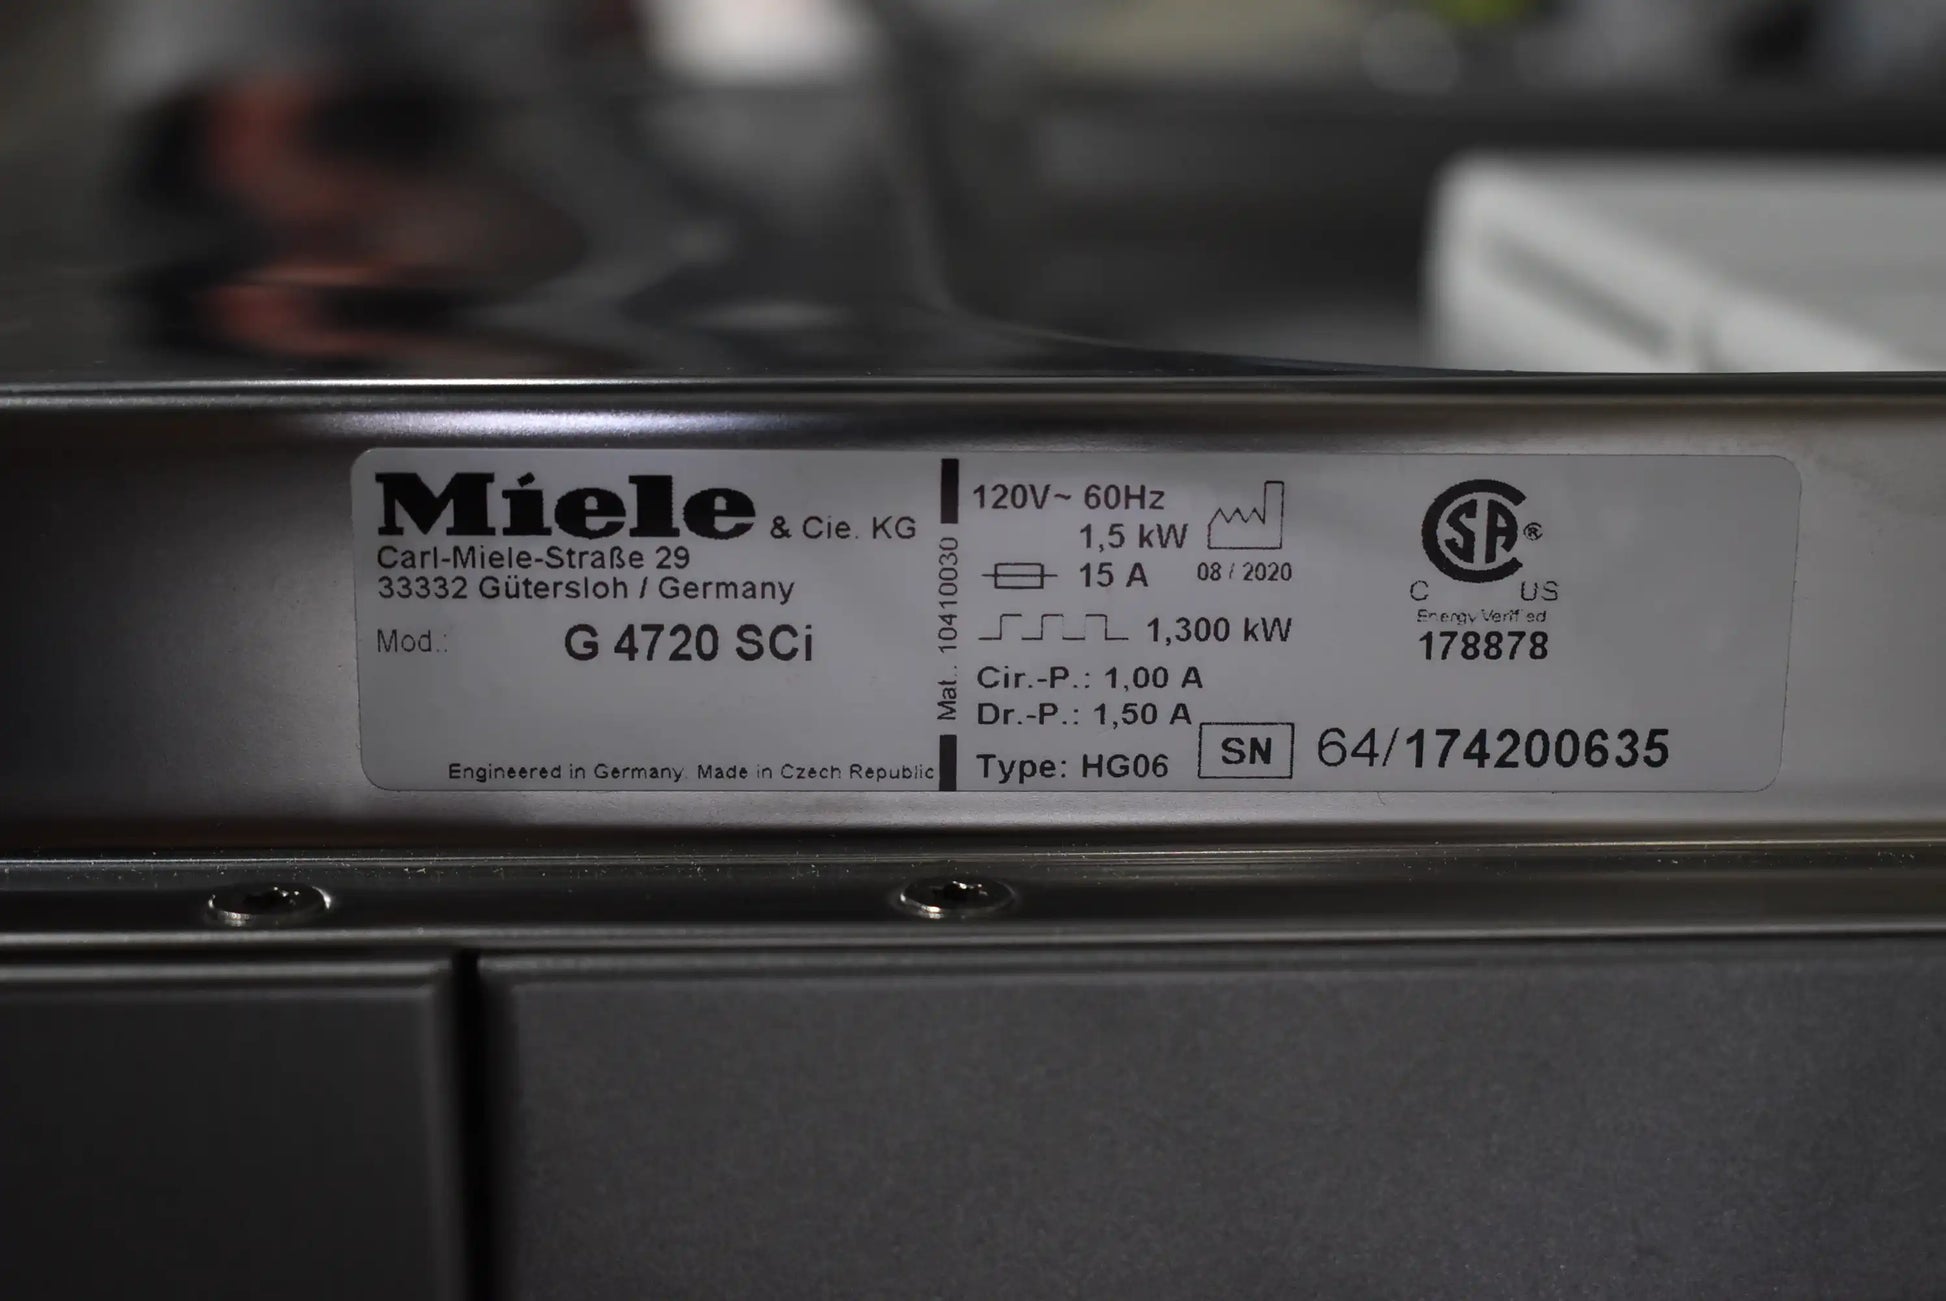 Miele & Cie. KG
Carl-Miele-Straße 29
33332 Gütersloh / Germany
Mod.: G 4720 SCi
Engineered in Germany. Made in Czech Republic
Mat.: 10410030
120V~ 60Hz
1,5 kW
15 A
08 / 2020
1,300 kW
Cir.-P.: 1,00 A
Dr.-P.: 1,50 A
Type: HG06
SN 64/174200635
SA ®
C US
Energy Verified
178878